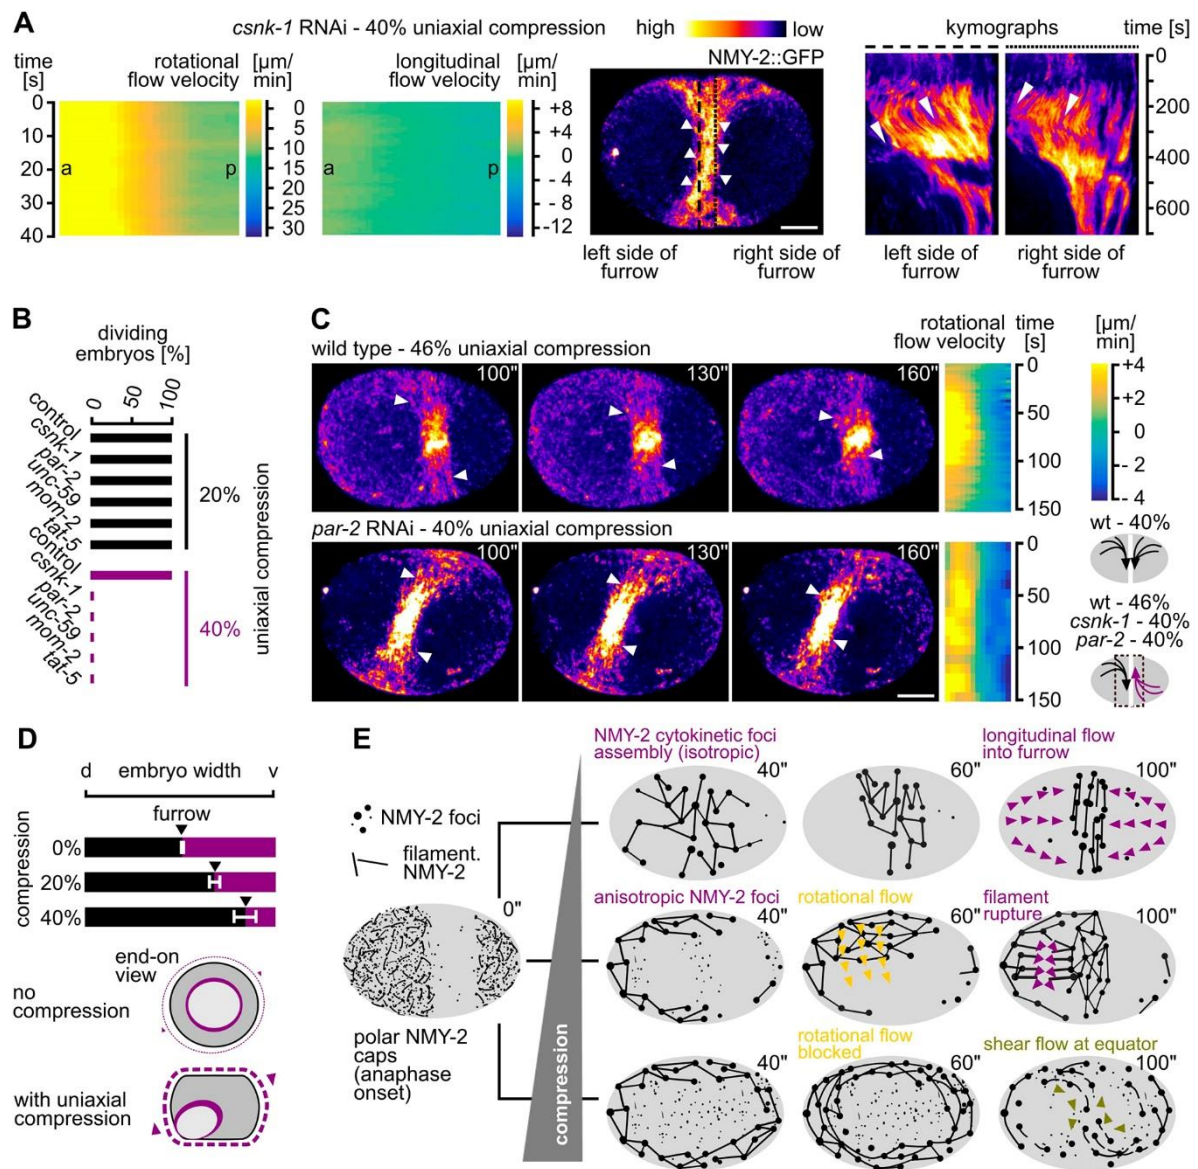 A
csnk-1 RNAi - 40% uniaxial compression
high
low
kymographs
time [s]
time
[s]
rotational
flow velocity
[µm/
min]
longitudinal
flow velocity
[µm/
min]
NMY-2::GFP
0
10
20
30
40
a
p
0
5
10
15
20
25
30
a
p
+8
+4
0
- 4
- 8
-12
0
200
400
600
left side of
furrow
right side of
furrow
left side of
furrow
right side of
furrow
B
dividing
embryos [%]
0
50
100
control
csnk-1
par-2
unc-59
mom-2
tat-5
control
csnk-1
par-2
unc-59
mom-2
tat-5
20%
40%
uniaxial compression
C
wild type - 46% uniaxial compression
rotational
flow velocity
time
[s]
[µm/
min]
100"
130"
160"
0
50
100
150
+4
+2
0
- 2
- 4
par-2 RNAi - 40% uniaxial compression
100"
130"
160"
0
50
100
150
wt - 40%
wt - 46%
csnk-1 - 40%
par-2 - 40%
D
d
embryo width
v
furrow
compression
0%
20%
40%
end-on
view
no
compression
with uniaxial
compression
E
NMY-2 foci
filament.
NMY-2
0"
polar NMY-2
caps
(anaphase
onset)
compression
NMY-2 cytokinetic foci
assembly (isotropic)
40"
60"
longitudinal flow
into furrow
100"
anisotropic NMY-2 foci
40"
rotational flow
60"
filament
rupture
100"
40"
rotational flow
blocked
60"
shear flow at equator
100"